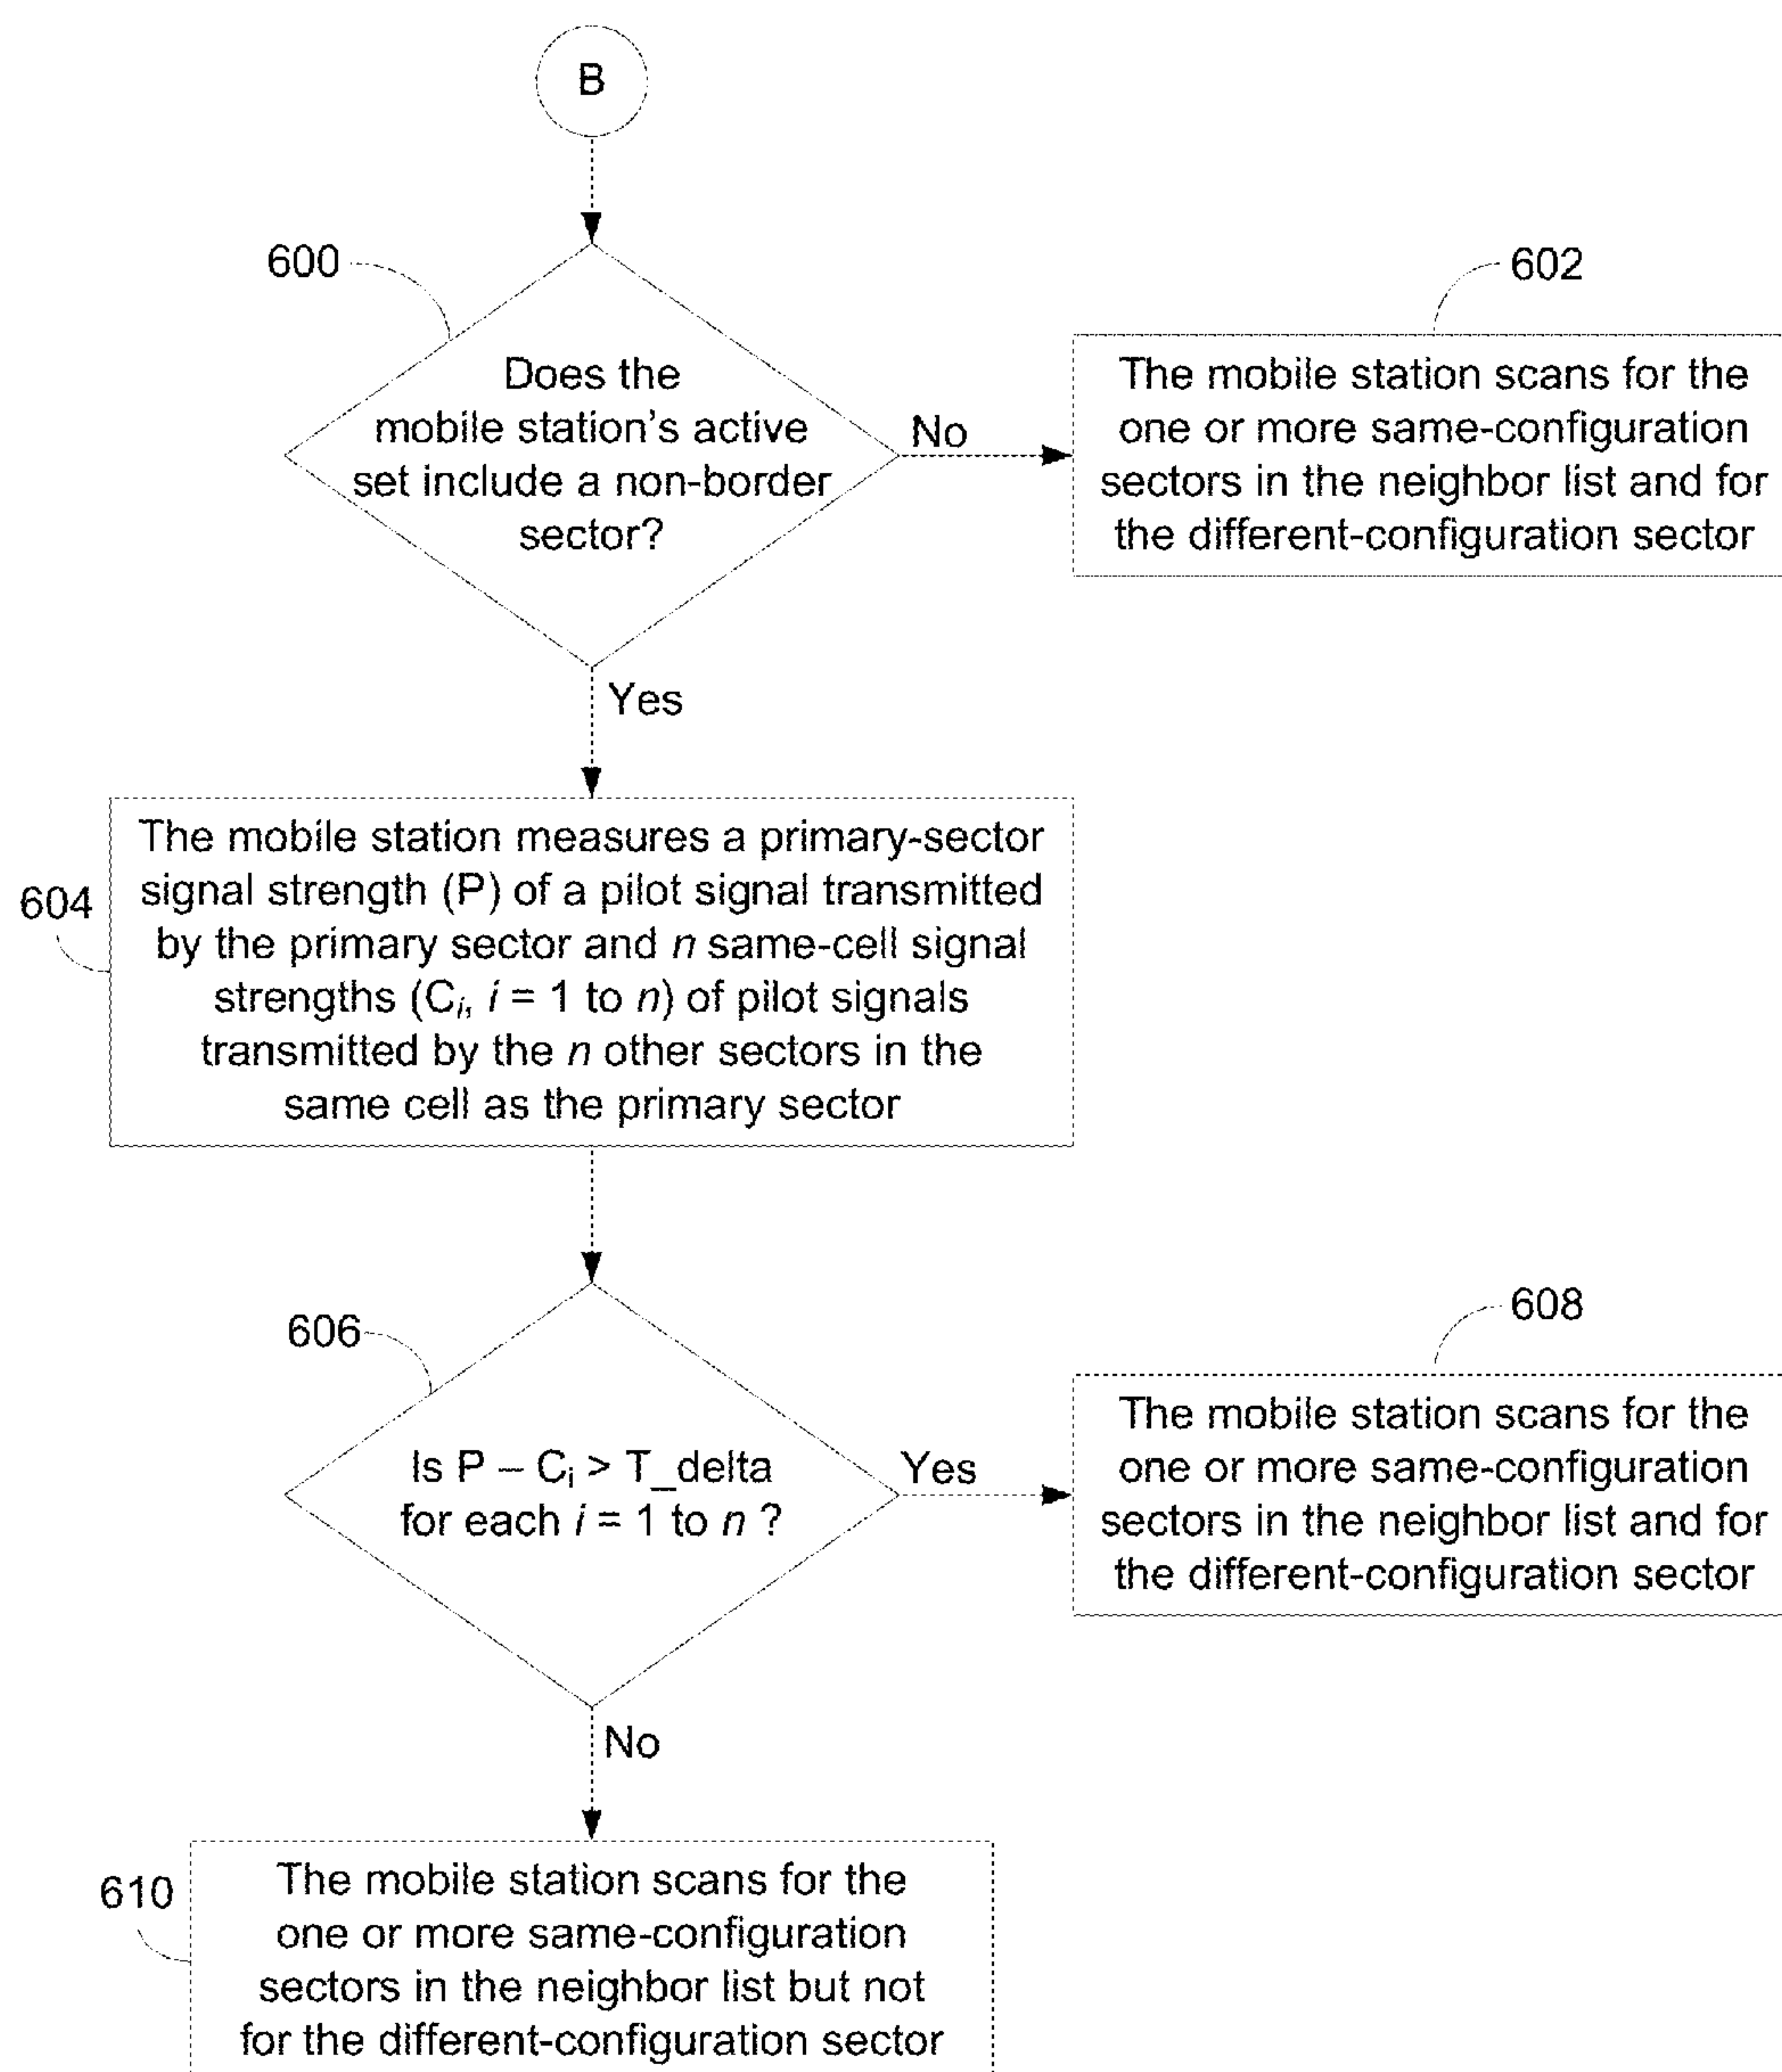 B
600
Does the
mobile station's active
set include a non-border
sector?
No
602
The mobile station scans for the
one or more same-configuration
sectors in the neighbor list and for
the different-configuration sector
Yes
604
The mobile station measures a primary-sector
signal strength (P) of a pilot signal transmitted
by the primary sector and n same-cell signal
strengths (Ci, i = 1 to n) of pilot signals
transmitted by the n other sectors in the
same cell as the primary sector
606
Is P – Ci > T_delta
for each i = 1 to n ?
Yes
608
The mobile station scans for the
one or more same-configuration
sectors in the neighbor list and for
the different-configuration sector
No
610
The mobile station scans for the
one or more same-configuration
sectors in the neighbor list but not
for the different-configuration sector